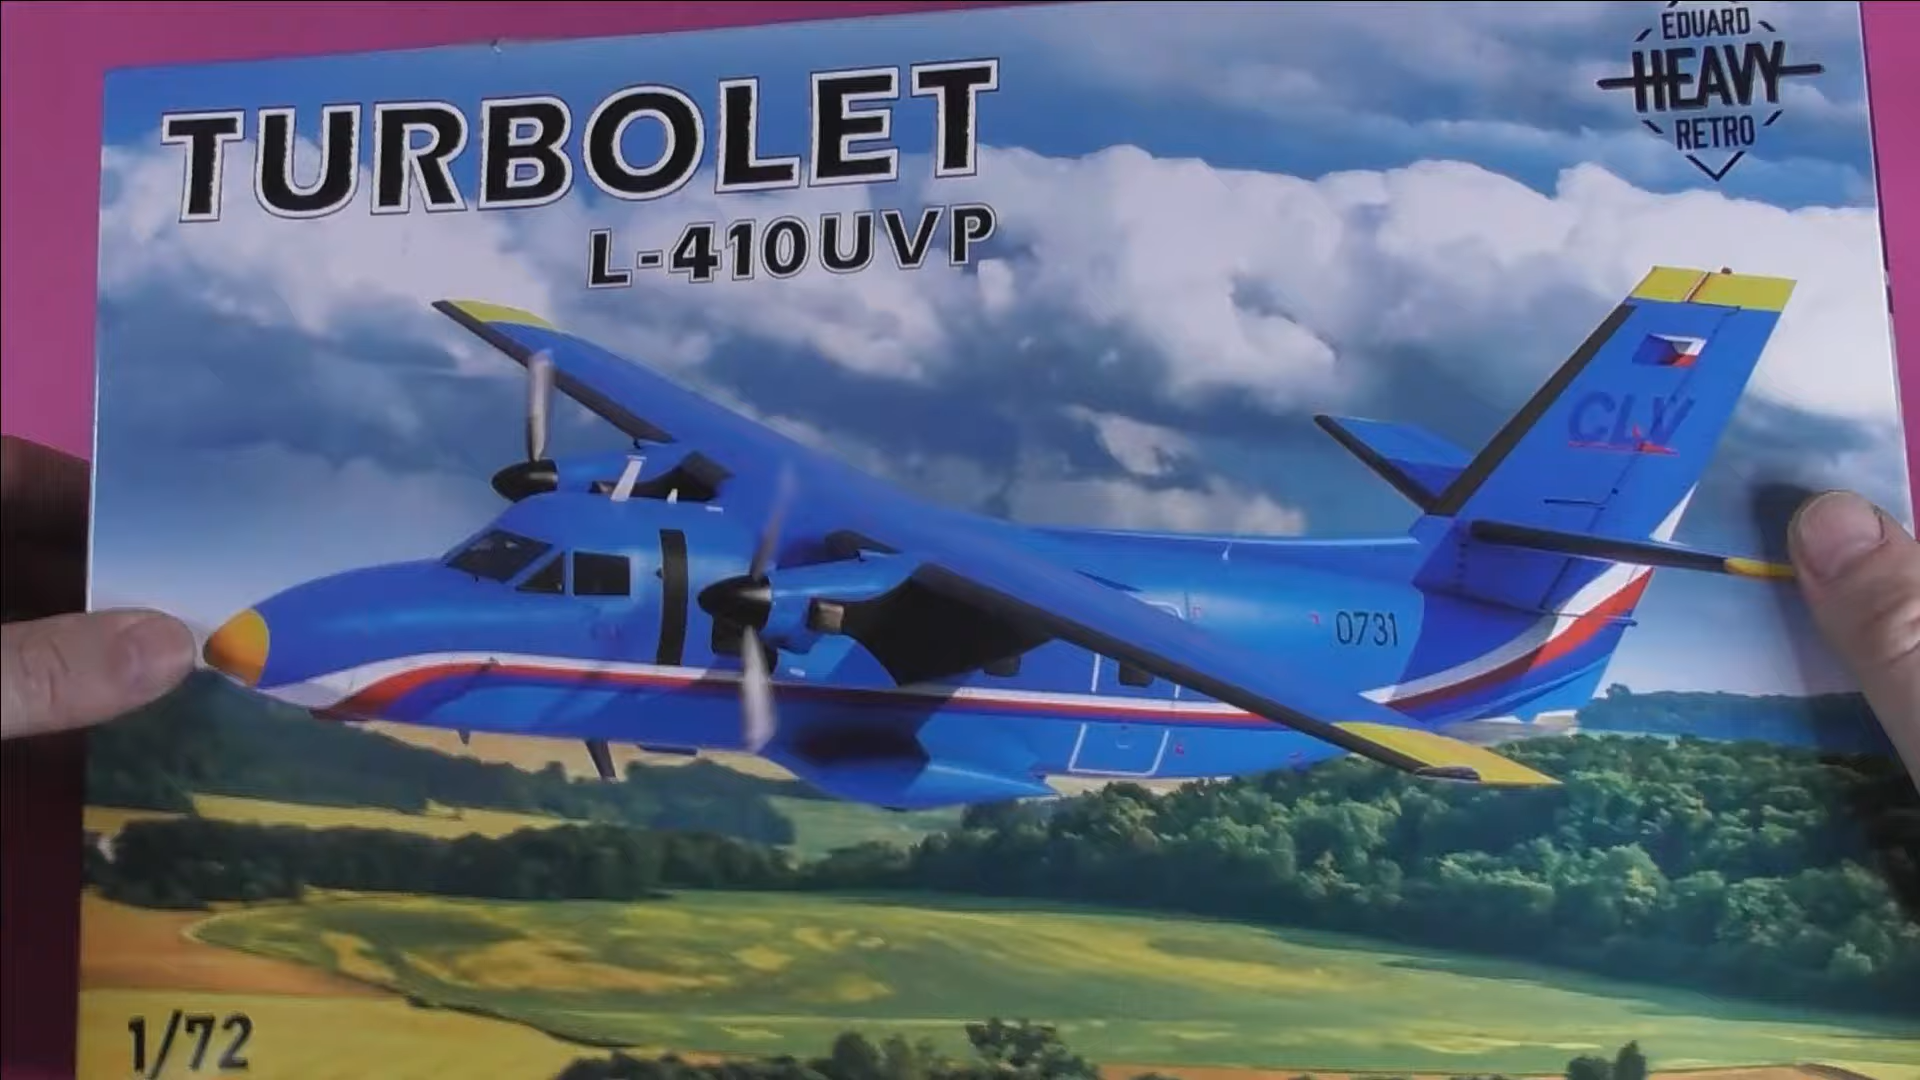 EDUARD
HEAVY
RETRO
TURBOLET
L-410UVP
CLV
0731
1/72